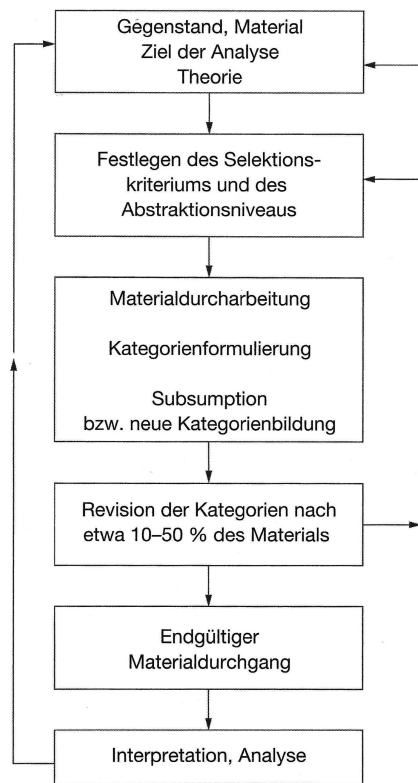 Gegenstand, Material
Ziel der Analyse
Theorie
Festlegen des Selektions-
kriteriums und des
Abstraktionsniveaus
Materialdurcharbeitung
Kategorienformulierung
Subsumption
bzw. neue Kategorienbildung
Revision der Kategorien nach
etwa 10–50 % des Materials
Endgültiger
Materialdurchgang
Interpretation, Analyse